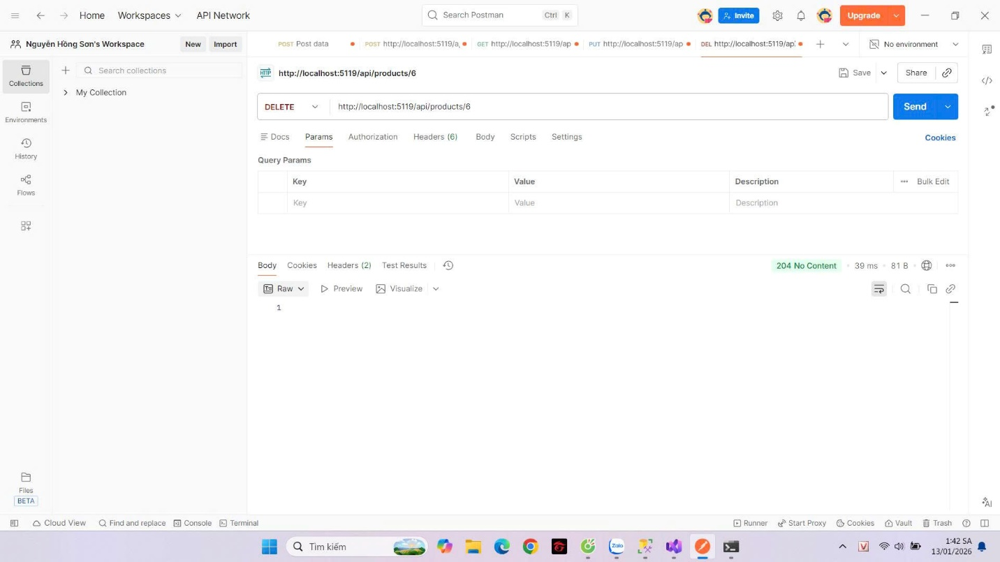 Home Workspaces API Network Search Postman Ctrl K Invite Upgrade
Nguyễn Hồng Sơn's Workspace New Import POST Post data POST http://localhost:5119/a GET http://localhost:5119/ap PUT http://localhost:5119/ap DEL http://localhost:5119/ap No environment
Collections
Search collections
My Collection
Environments
History
Flows
Files
BETA
HTTP http://localhost:5119/api/products/6 Save Share
DELETE http://localhost:5119/api/products/6 Send
Docs Params Authorization Headers (6) Body Scripts Settings Cookies
Query Params
Key Value Description Bulk Edit
Key Value Description
Body Cookies Headers (2) Test Results 204 No Content 39 ms 81 B
Raw Preview Visualize
1
AI
Cloud View Find and replace Console Terminal Runner Start Proxy Cookies Vault Trash
Tìm kiếm Zalo V 1:42 SA
13/01/2026